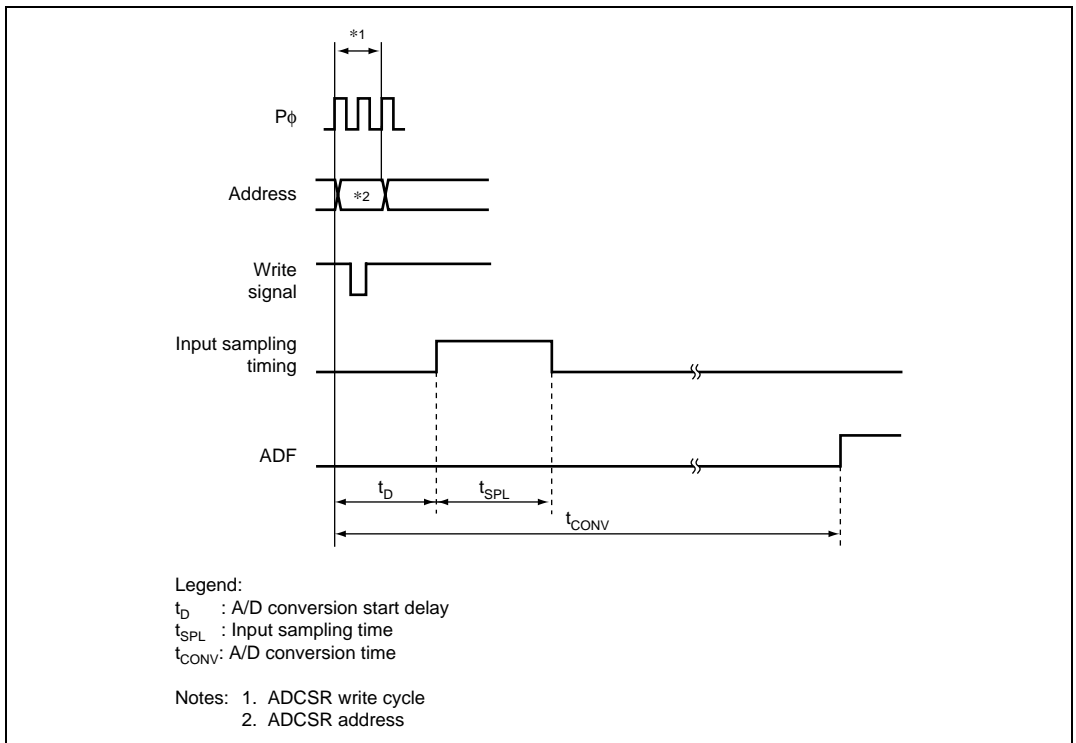 *1
Pϕ
Address
*2
Write
signal
Input sampling
timing
ADF
tD
tSPL
tCONV
Legend:
tD : A/D conversion start delay
tSPL : Input sampling time
tCONV: A/D conversion time
Notes: 1. ADCSR write cycle
2. ADCSR address